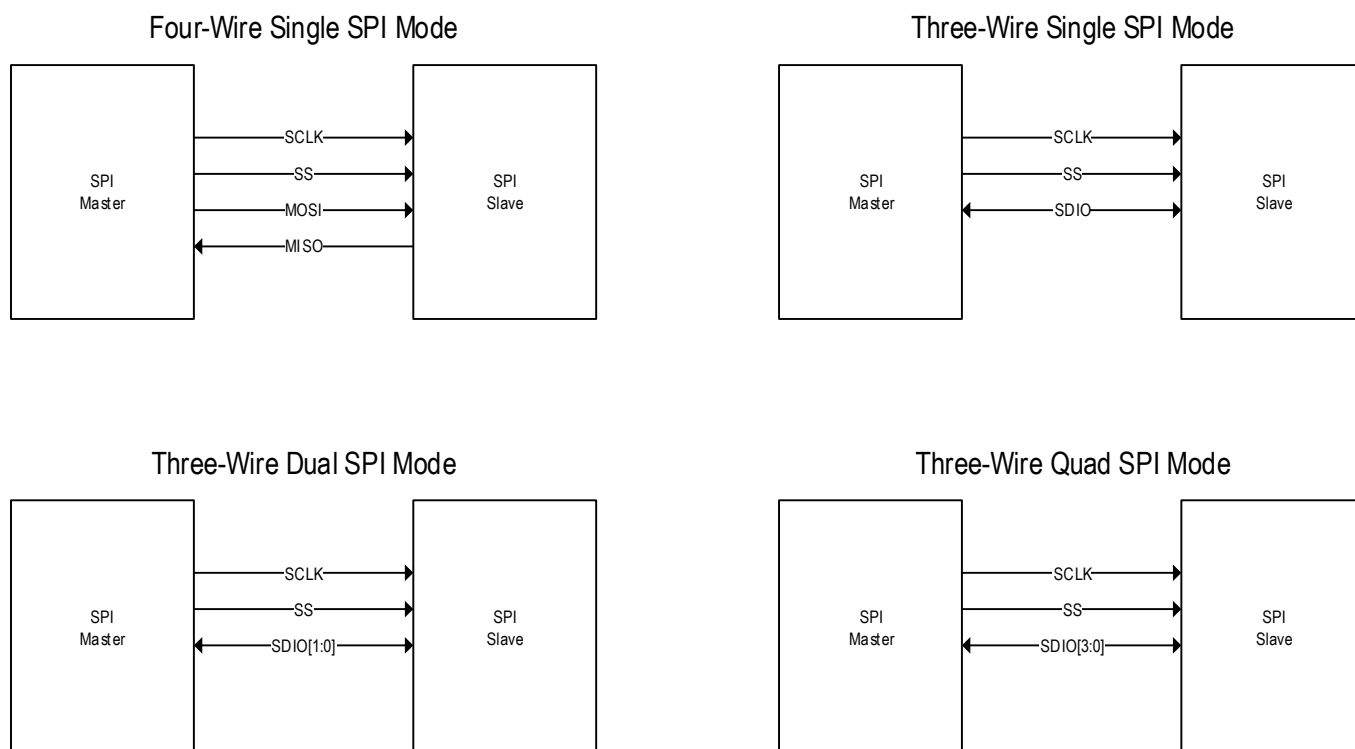 Four-Wire Single SPI Mode
Three-Wire Single SPI Mode
SPI
Master
SCLK
SS
MOSI
MISO
SPI
Slave
SPI
Master
SCLK
SS
SDIO
SPI
Slave
Three-Wire Dual SPI Mode
Three-Wire Quad SPI Mode
SPI
Master
SCLK
SS
SDIO[1:0]
SPI
Slave
SPI
Master
SCLK
SS
SDIO[3:0]
SPI
Slave